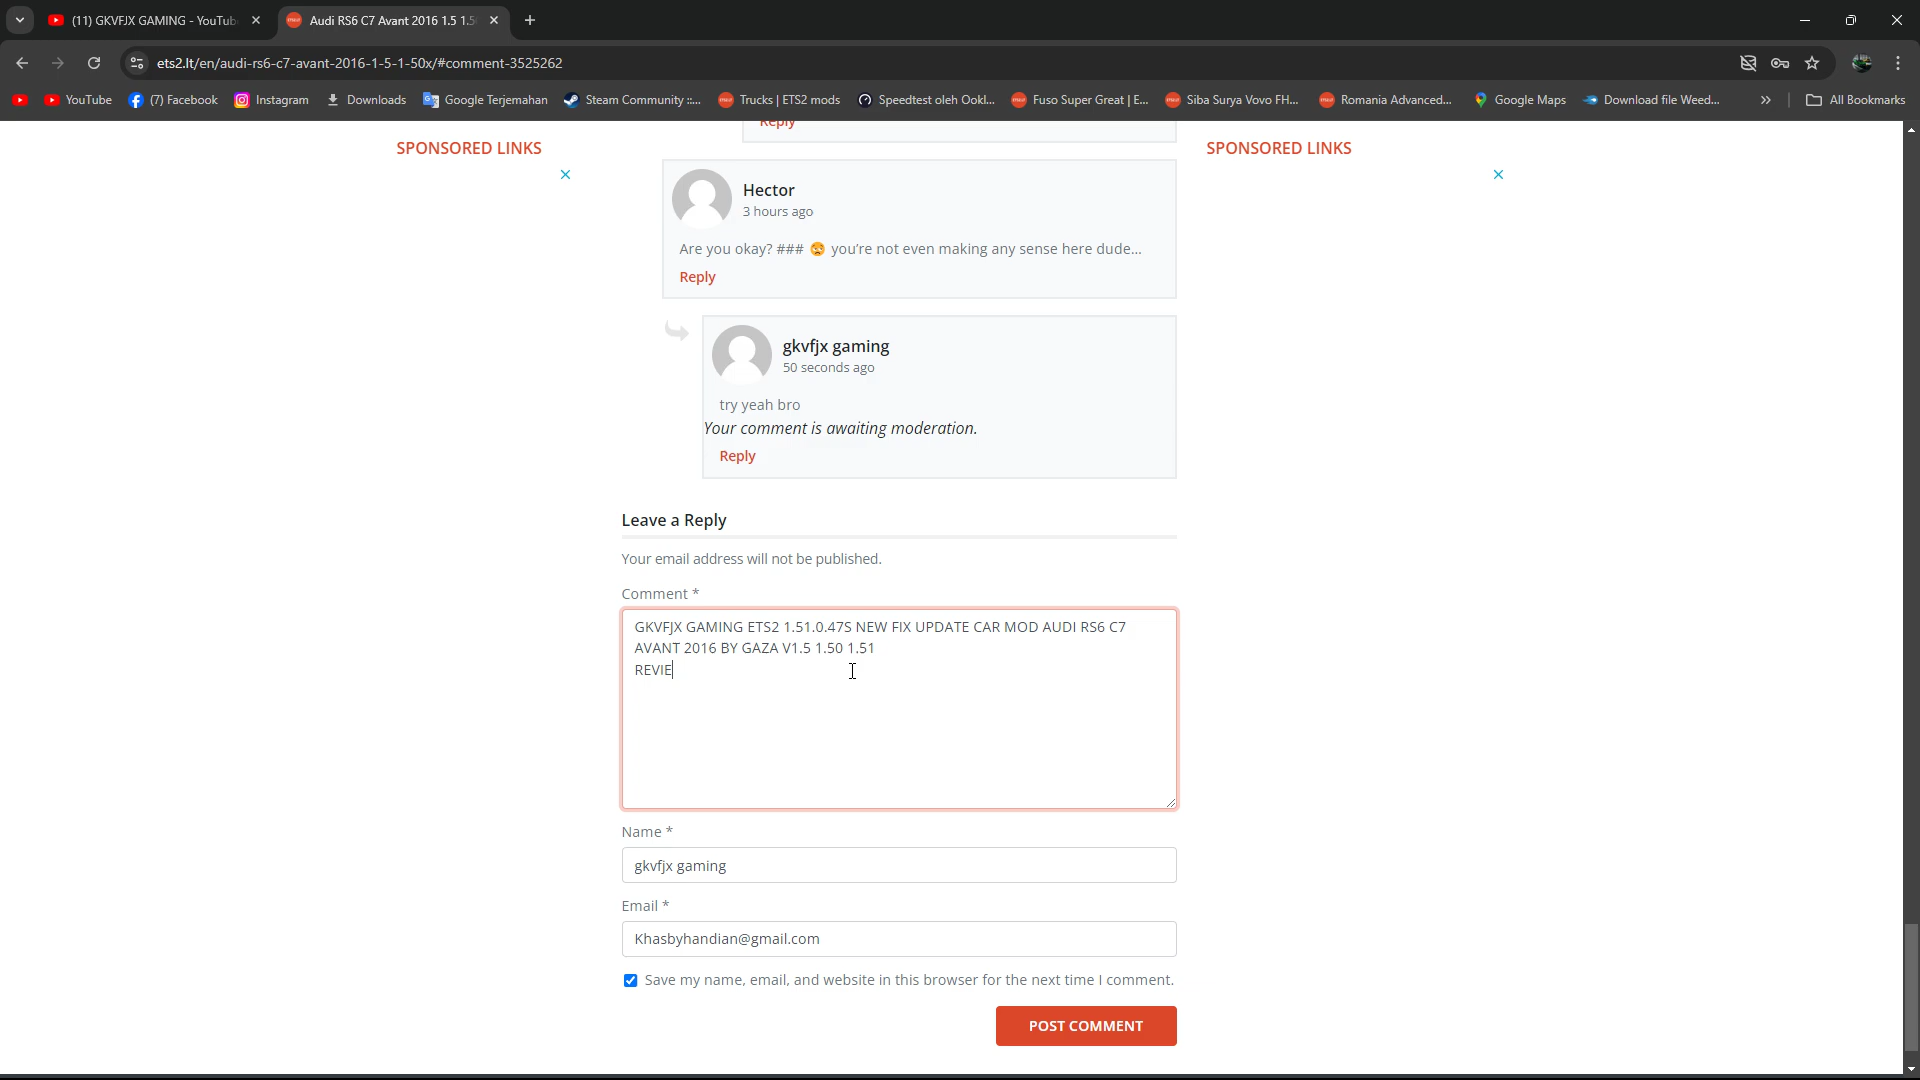 (11) GKVFJX GAMING - YouTub
Audi RS6 C7 Avant 2016 1.5 1.5
ets2.lt/en/audi-rs6-c7-avant-2016-1-5-1-50x/#comment-3525262
YouTube
(7) Facebook
Instagram
Downloads
Google Terjemahan
Steam Community ::...
Trucks | ETS2 mods
Speedtest oleh Ookl...
Fuso Super Great | E...
Siba Surya Vovo FH...
Romania Advanced...
Google Maps
Download file Weed...
»
All Bookmarks
Reply
SPONSORED LINKS
SPONSORED LINKS
Hector
3 hours ago
Are you okay? ### 😳 you're not even making any sense here dude...
Reply
gkvfjx gaming
50 seconds ago
try yeah bro
Your comment is awaiting moderation.
Reply
Leave a Reply
Your email address will not be published.
Comment *
GKVFJX GAMING ETS2 1.51.0.47S NEW FIX UPDATE CAR MOD AUDI RS6 C7
AVANT 2016 BY GAZA V1.5 1.50 1.51
REVIE
Name *
gkvfjx gaming
Email *
Khasbyhandian@gmail.com
Save my name, email, and website in this browser for the next time I comment.
POST COMMENT